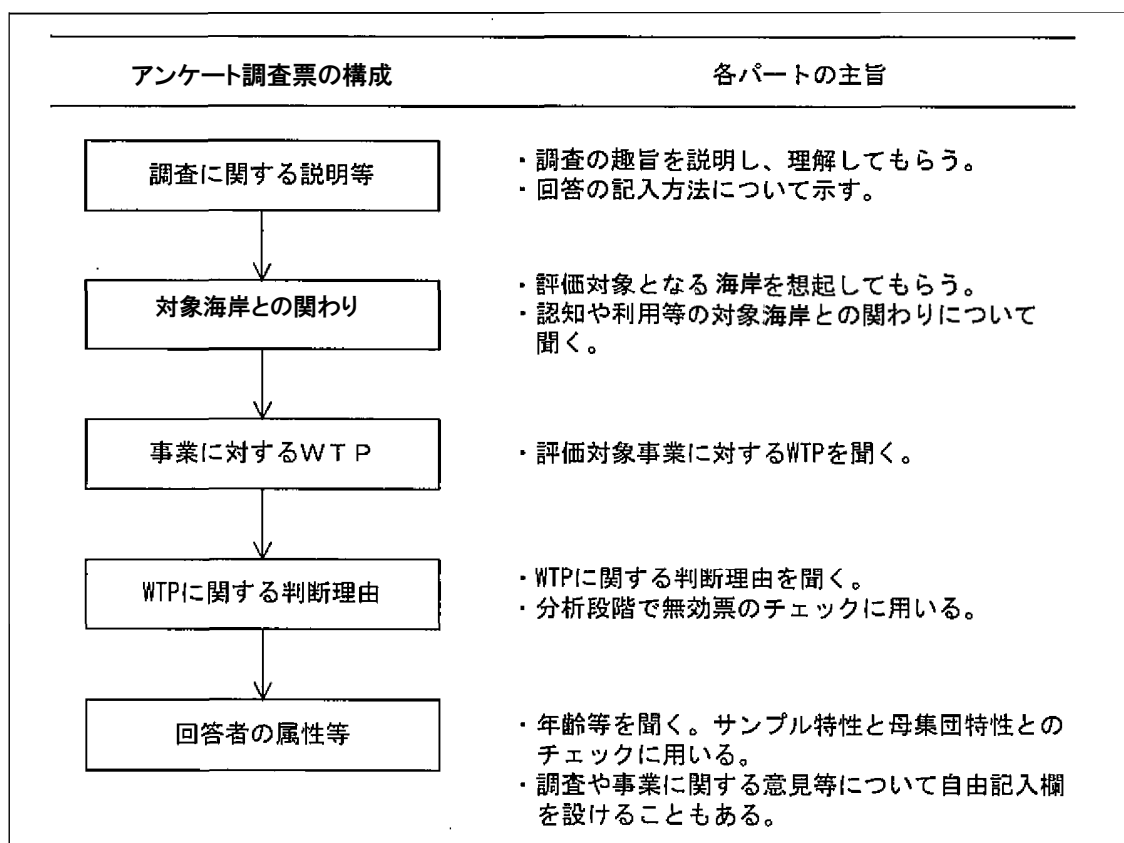 アンケート調査票の構成
各パートの主旨
調査に関する説明等
・調査の趣旨を説明し、理解してもらう。
・回答の記入方法について示す。
対象海岸との関わり
・評価対象となる海岸を想起してもらう。
・認知や利用等の対象海岸との関わりについて
聞く。
事業に対するWTP
・評価対象事業に対するWTPを聞く。
WTPに関する判断理由
・WTPに関する判断理由を聞く。
・分析段階で無効票のチェックに用いる。
回答者の属性等
・年齢等を聞く。サンプル特性と母集団特性との
チェックに用いる。
・調査や事業に関する意見等について自由記入欄
を設けることもある。